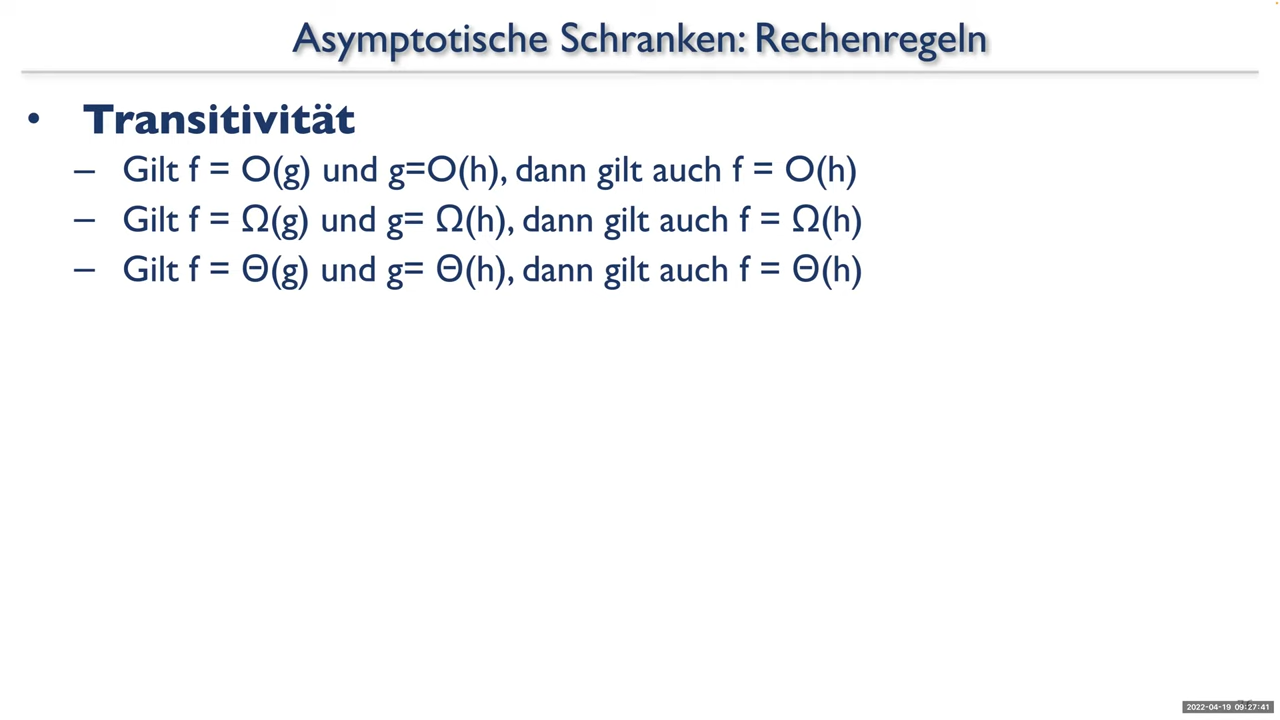 Asymptotische Schranken: Rechenregeln
• Transitivität
– Gilt f = O(g) und g=O(h), dann gilt auch f = O(h)
– Gilt f = Ω(g) und g= Ω(h), dann gilt auch f = Ω(h)
– Gilt f = Θ(g) und g= Θ(h), dann gilt auch f = Θ(h)
2022-04-19 09:27:41